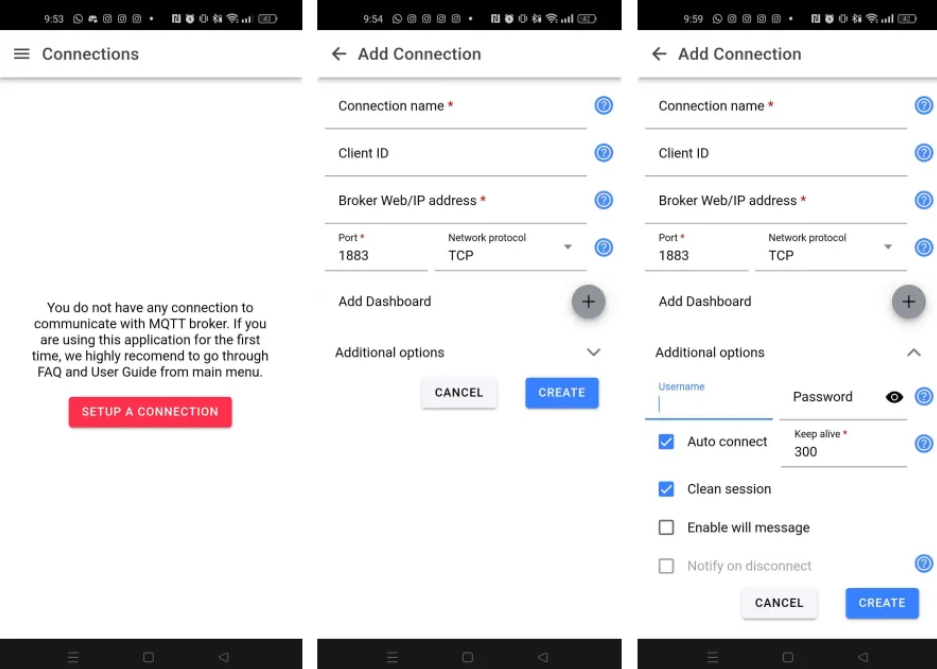 9:53
Connections
You do not have any connection to
communicate with MQTT broker. If you
are using this application for the first
time, we highly recomend to go through
FAQ and User Guide from main menu.
SETUP A CONNECTION
9:54
Add Connection
Connection name *
Client ID
Broker Web/IP address *
Port *
1883
Network protocol
TCP
Add Dashboard
Additional options
CANCEL
CREATE
9:59
Add Connection
Connection name *
Client ID
Broker Web/IP address *
Port *
1883
Network protocol
TCP
Add Dashboard
Additional options
Username
Password
Auto connect
Keep alive *
300
Clean session
Enable will message
Notify on disconnect
CANCEL
CREATE